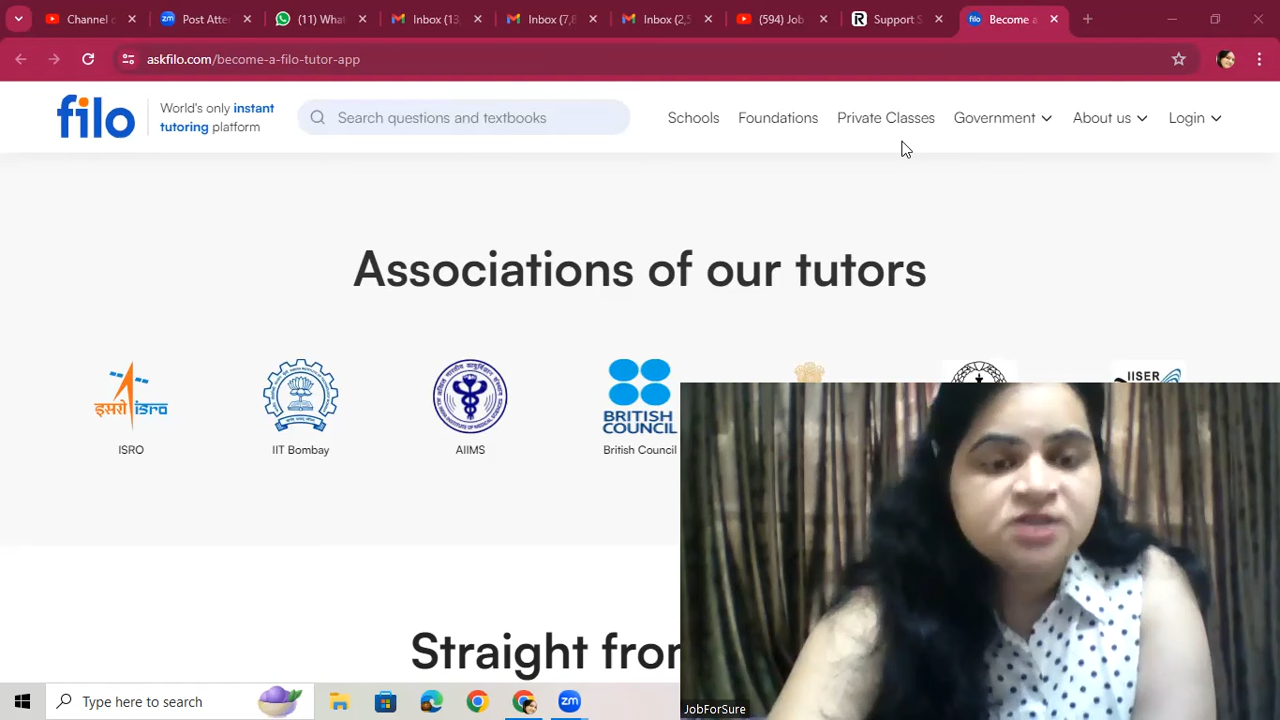 Channel c
Post Atte
(11) What
Inbox (13,
Inbox (7,8
Inbox (2,5
(594) Job
Support S
Become a
askfilo.com/become-a-filo-tutor-app
filo
World's only instant
tutoring platform
Search questions and textbooks
Schools
Foundations
Private Classes
Government
About us
Login
Associations of our tutors
इसरो isro
BRITISH
COUNCIL
IISER
ISRO
IIT Bombay
AIIMS
British Council
Straight from
Type here to search
JobForSure